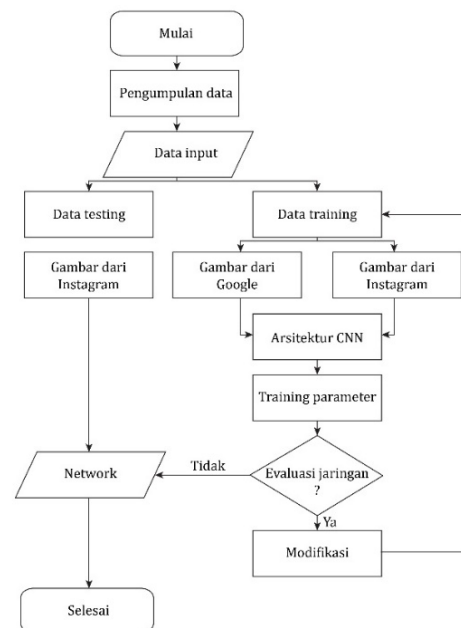 Mulai
Pengumpulan data
Data input
Data testing
Data training
Gambar dari
Instagram
Gambar dari
Google
Gambar dari
Instagram
Arsitektur CNN
Training parameter
Network
Tidak
Evaluasi jaringan
?
Ya
Modifikasi
Selesai